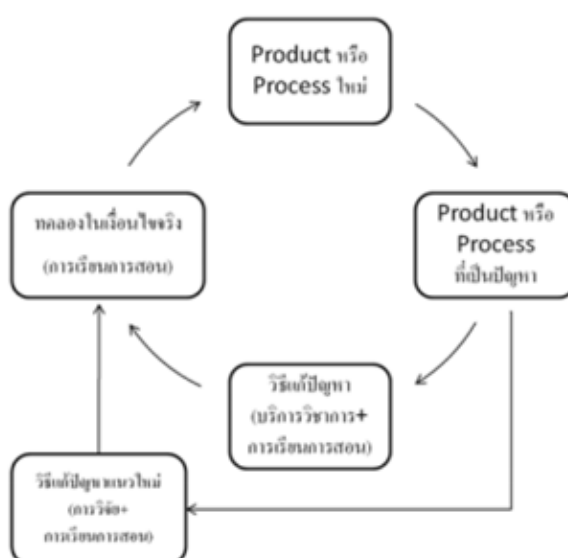 Product หรือ
Process ใหม่
ทดลองในเงื่อนไขจริง
(การเรียนการสอน)
Product หรือ
Process
ที่เป็นปัญหา
วิธีแก้ปัญหา
(บริการวิชาการ+
การเรียนการสอน)
วิธีแก้ปัญหาแนวใหม่
(การวิจัย+
การเรียนการสอน)